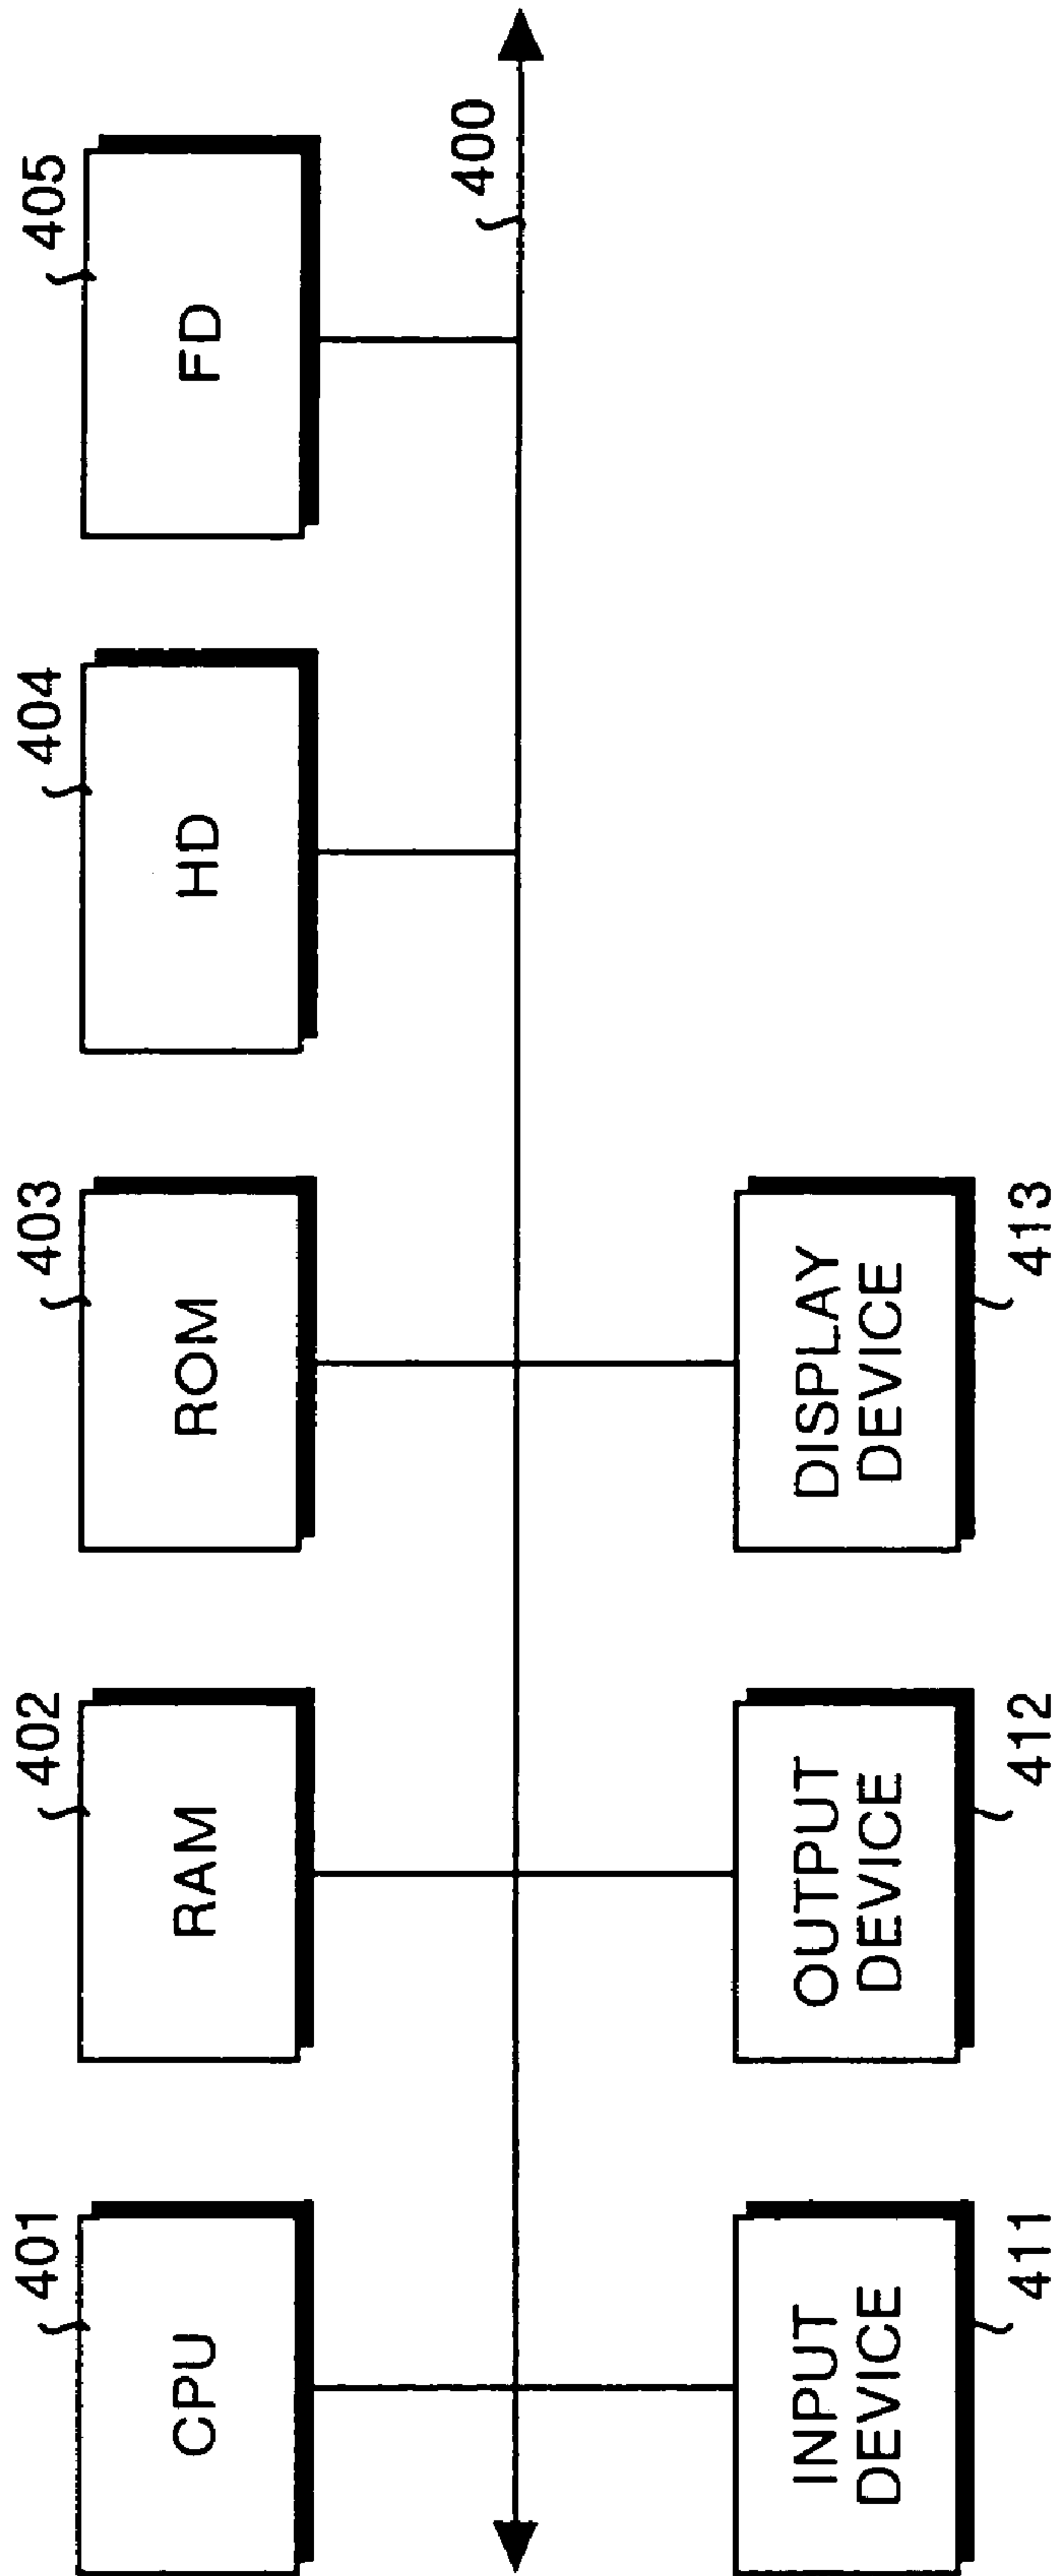 401
402
403
404
405
CPU
RAM
ROM
HD
FD
400
INPUT
DEVICE
OUTPUT
DEVICE
DISPLAY
DEVICE
411
412
413